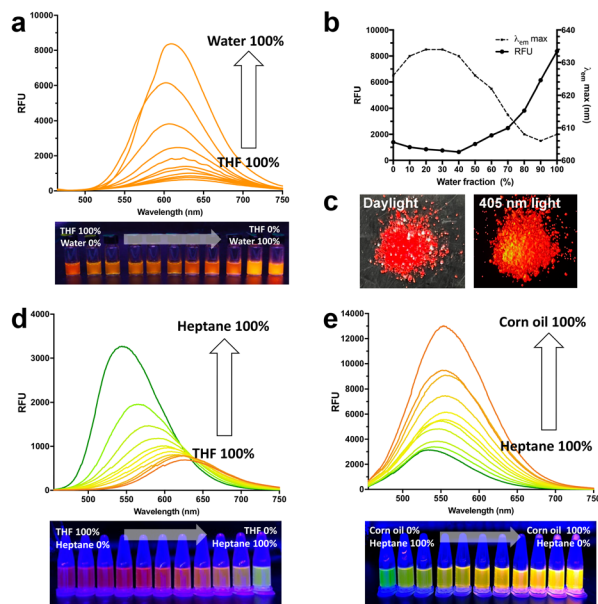 a
10000
8000
6000
4000
2000
0
RFU
Water 100%
THF 100%
500
550
600
650
700
750
Wavelength (nm)
THF 100%
Water 0%
THF 0%
Water 100%
b
10000
8000
6000
4000
2000
0
RFU
λem max
RFU
640
630
620
610
600
λem max (nm)
0
10
20
30
40
50
60
70
80
90
100
Water fraction (%)
c
Daylight
405 nm light
d
4000
3000
2000
1000
0
RFU
Heptane 100%
THF 100%
500
550
600
650
700
750
Wavelength (nm)
THF 100%
Heptane 0%
THF 0%
Heptane 100%
e
14000
12000
10000
8000
6000
4000
2000
0
RFU
Corn oil 100%
Heptane 100%
500
550
600
650
700
750
Wavelength (nm)
Corn oil 0%
Heptane 100%
Corn oil 100%
Heptane 0%